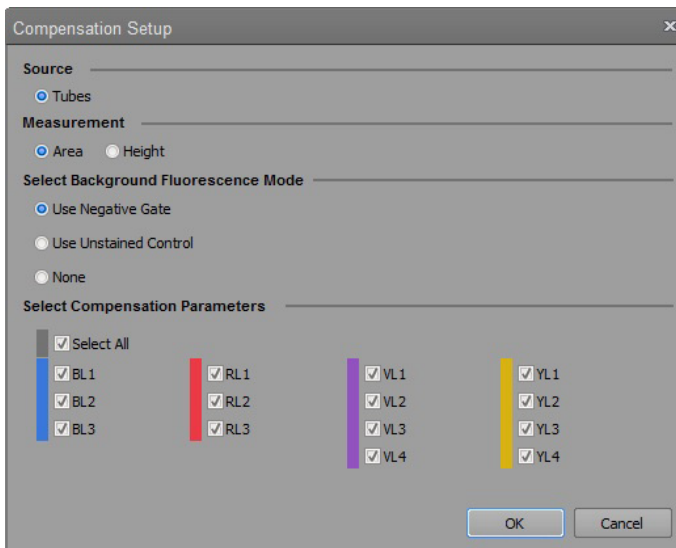 Compensation Setup
Source
Tubes
Measurement
Area Height
Select Background Fluorescence Mode
Use Negative Gate
Use Unstained Control
None
Select Compensation Parameters
Select All
BL1 RL1 VL1 YL1
BL2 RL2 VL2 YL2
BL3 RL3 VL3 YL3
VL4 YL4
OK Cancel